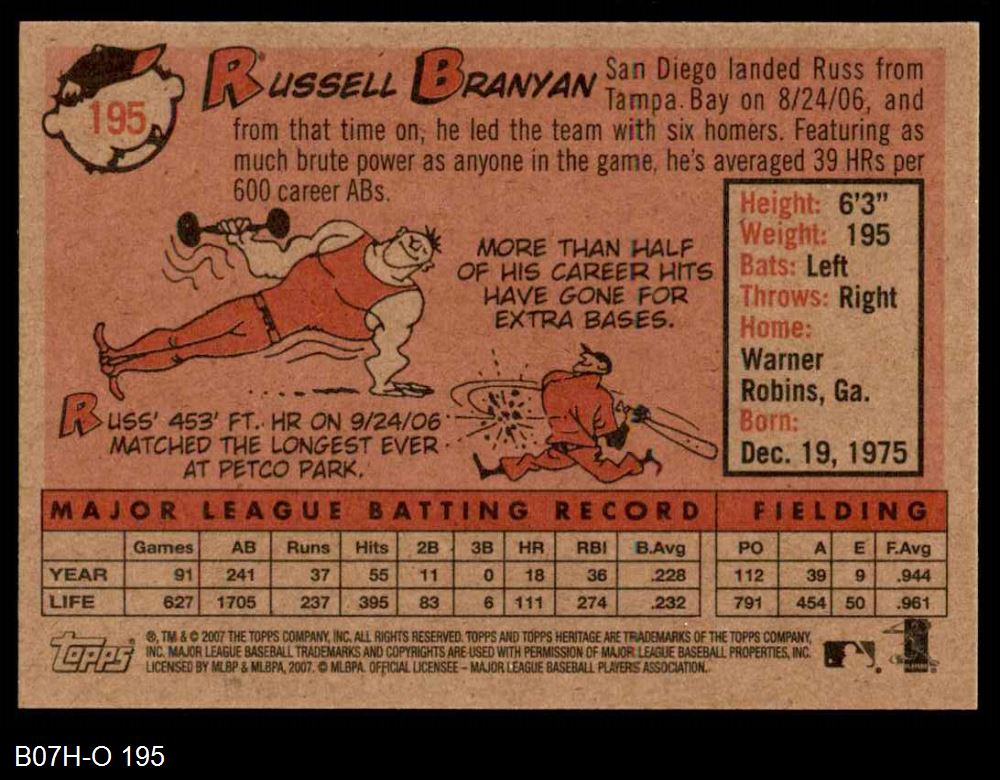 195
RUSSELL BRANYAN
San Diego landed Russ from
Tampa Bay on 8/24/06, and
from that time on, he led the team with six homers. Featuring as
much brute power as anyone in the game, he's averaged 39 HRs per
600 career ABs.
MORE THAN HALF
OF HIS CAREER HITS
HAVE GONE FOR
EXTRA BASES.
RUSS' 453' FT. HR ON 9/24/06
MATCHED THE LONGEST EVER
AT PETCO PARK.
Height: 6'3"
Weight: 195
Bats: Left
Throws: Right
Home:
Warner
Robins, Ga.
Born:
Dec. 19, 1975
MAJOR LEAGUE BATTING RECORD FIELDING
Games AB Runs Hits 2B 3B HR RBI B.Avg PO A E F.Avg
YEAR 91 241 37 55 11 0 18 36 .228 112 39 9 .944
LIFE 627 1705 237 395 83 6 111 274 .232 791 454 50 .961
TOPPS
®, TM & © 2007 THE TOPPS COMPANY, INC. ALL RIGHTS RESERVED. TOPPS AND TOPPS HERITAGE ARE TRADEMARKS OF THE TOPPS COMPANY,
INC. MAJOR LEAGUE BASEBALL TRADEMARKS AND COPYRIGHTS ARE USED WITH PERMISSION OF MAJOR LEAGUE BASEBALL PROPERTIES, INC.
LICENSED BY MLBP & MLBPA, 2007. © MLBPA. OFFICIAL LICENSEE – MAJOR LEAGUE BASEBALL PLAYERS ASSOCIATION.
B07H-O 195